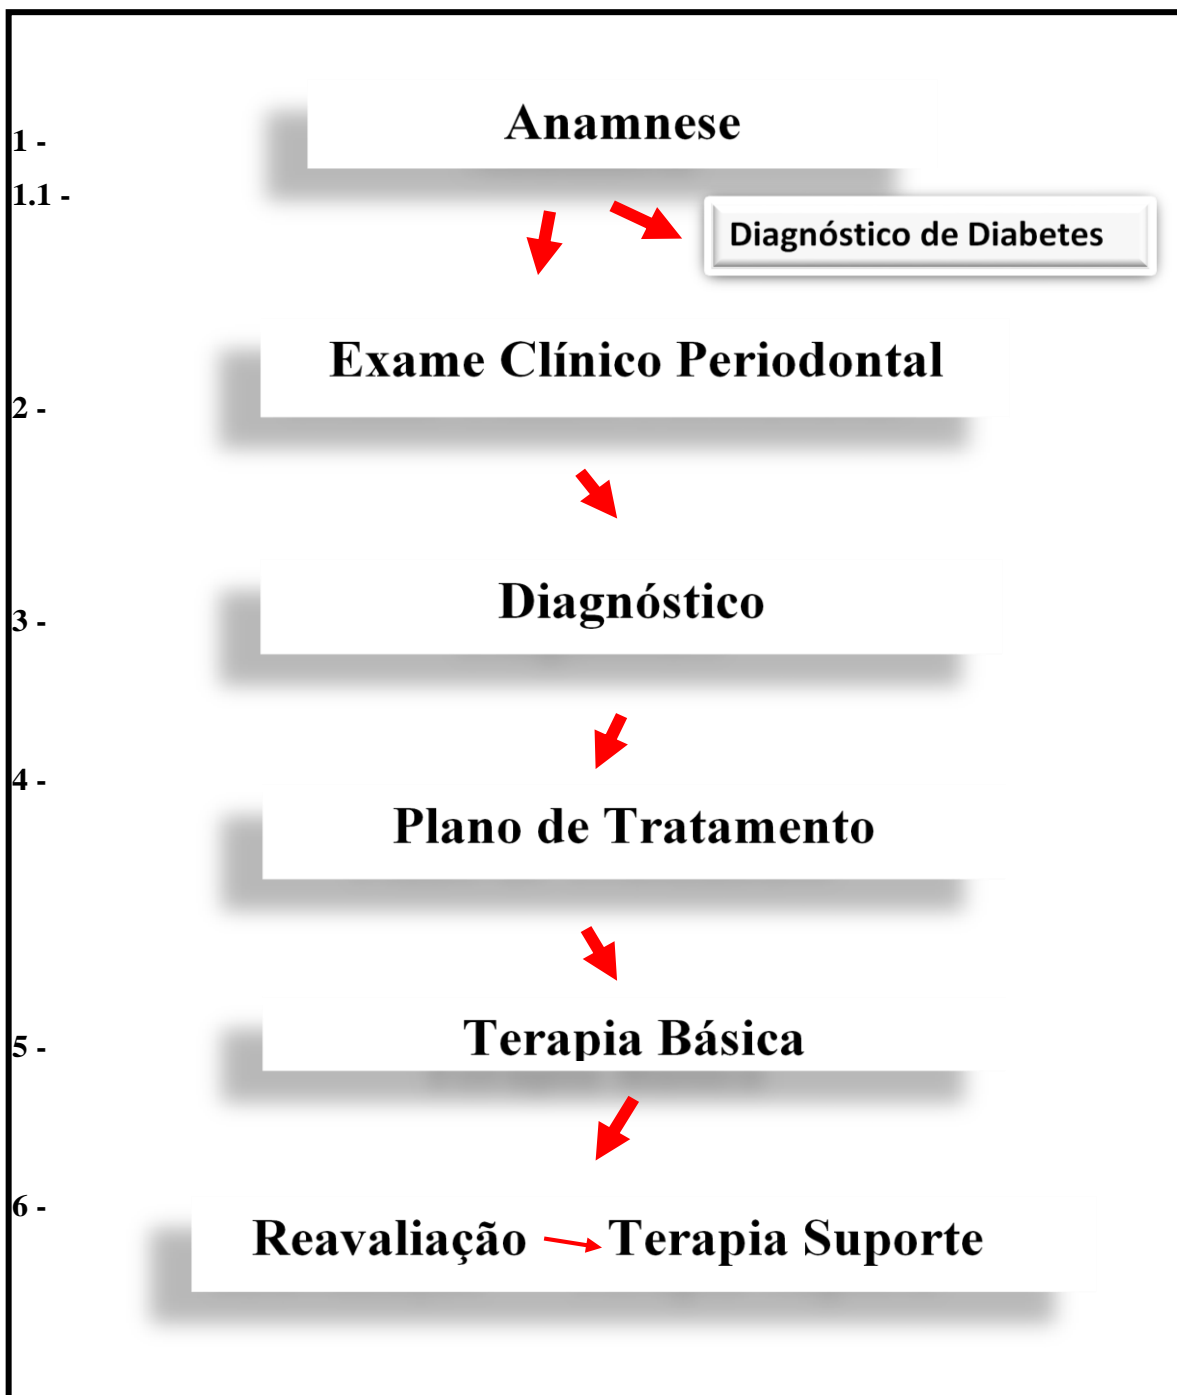 Anamnese
1 -
1.1 -
Diagnóstico de Diabetes
Exame Clínico Periodontal
2 -
Diagnóstico
3 -
4 -
Plano de Tratamento
Terapia Básica
5 -
6 -
Reavaliação Terapia Suporte